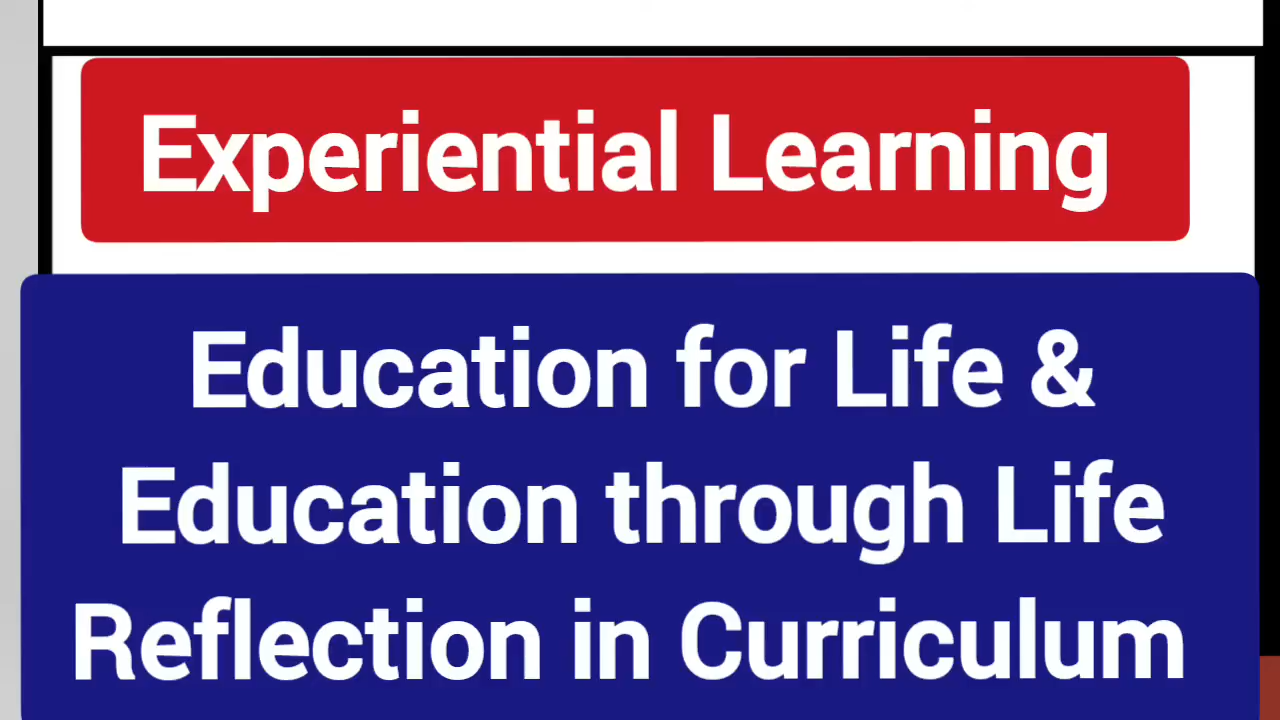 Experiential Learning
Education for Life &
Education through Life
Reflection in Curriculum